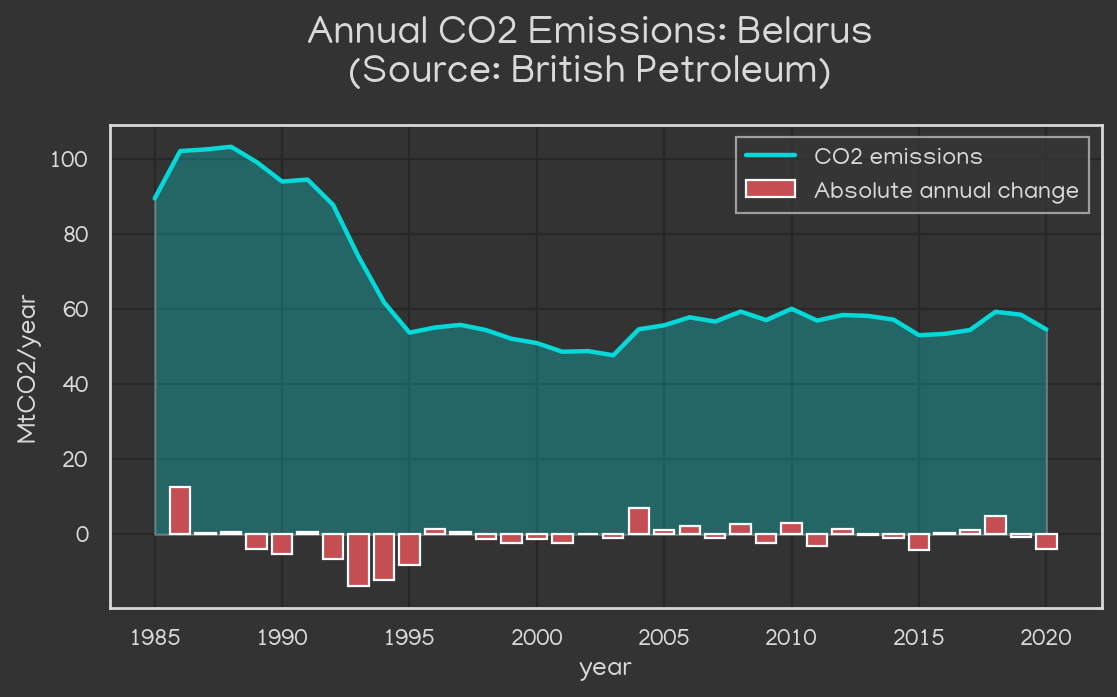 Annual CO2 Emissions: Belarus
(Source: British Petroleum)
CO2 emissions
Absolute annual change
MtCO2/year
100
80
60
40
20
0
1985 1990 1995 2000 2005 2010 2015 2020
year